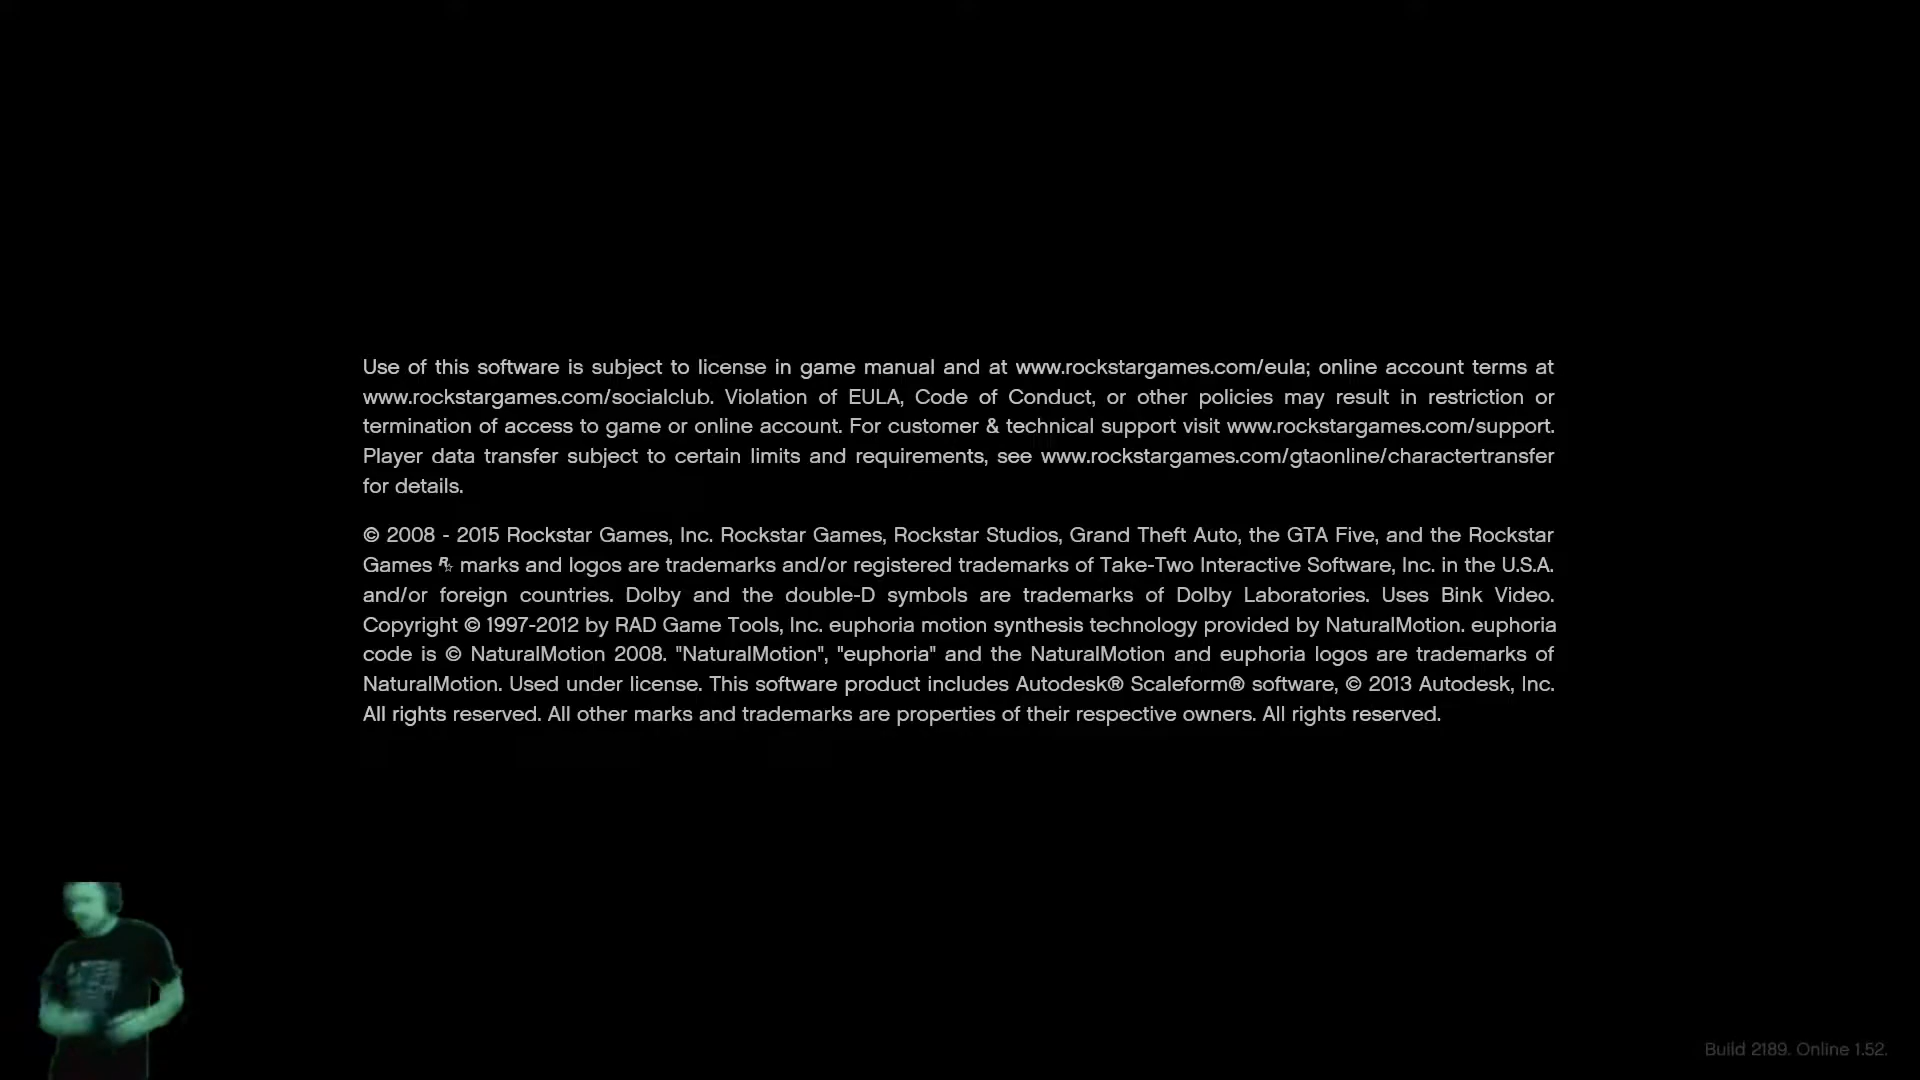 Use of this software is subject to license in game manual and at www.rockstargames.com/eula; online account terms at
www.rockstargames.com/socialclub. Violation of EULA, Code of Conduct, or other policies may result in restriction or
termination of access to game or online account. For customer & technical support visit www.rockstargames.com/support.
Player data transfer subject to certain limits and requirements, see www.rockstargames.com/gtaonline/charactertransfer
for details.
© 2008 - 2015 Rockstar Games, Inc. Rockstar Games, Rockstar Studios, Grand Theft Auto, the GTA Five, and the Rockstar
Games R☆ marks and logos are trademarks and/or registered trademarks of Take-Two Interactive Software, Inc. in the U.S.A.
and/or foreign countries. Dolby and the double-D symbols are trademarks of Dolby Laboratories. Uses Bink Video.
Copyright © 1997-2012 by RAD Game Tools, Inc. euphoria motion synthesis technology provided by NaturalMotion. euphoria
code is © NaturalMotion 2008. "NaturalMotion", "euphoria" and the NaturalMotion and euphoria logos are trademarks of
NaturalMotion. Used under license. This software product includes Autodesk® Scaleform® software, © 2013 Autodesk, Inc.
All rights reserved. All other marks and trademarks are properties of their respective owners. All rights reserved.
Build 2189. Online 1.52.